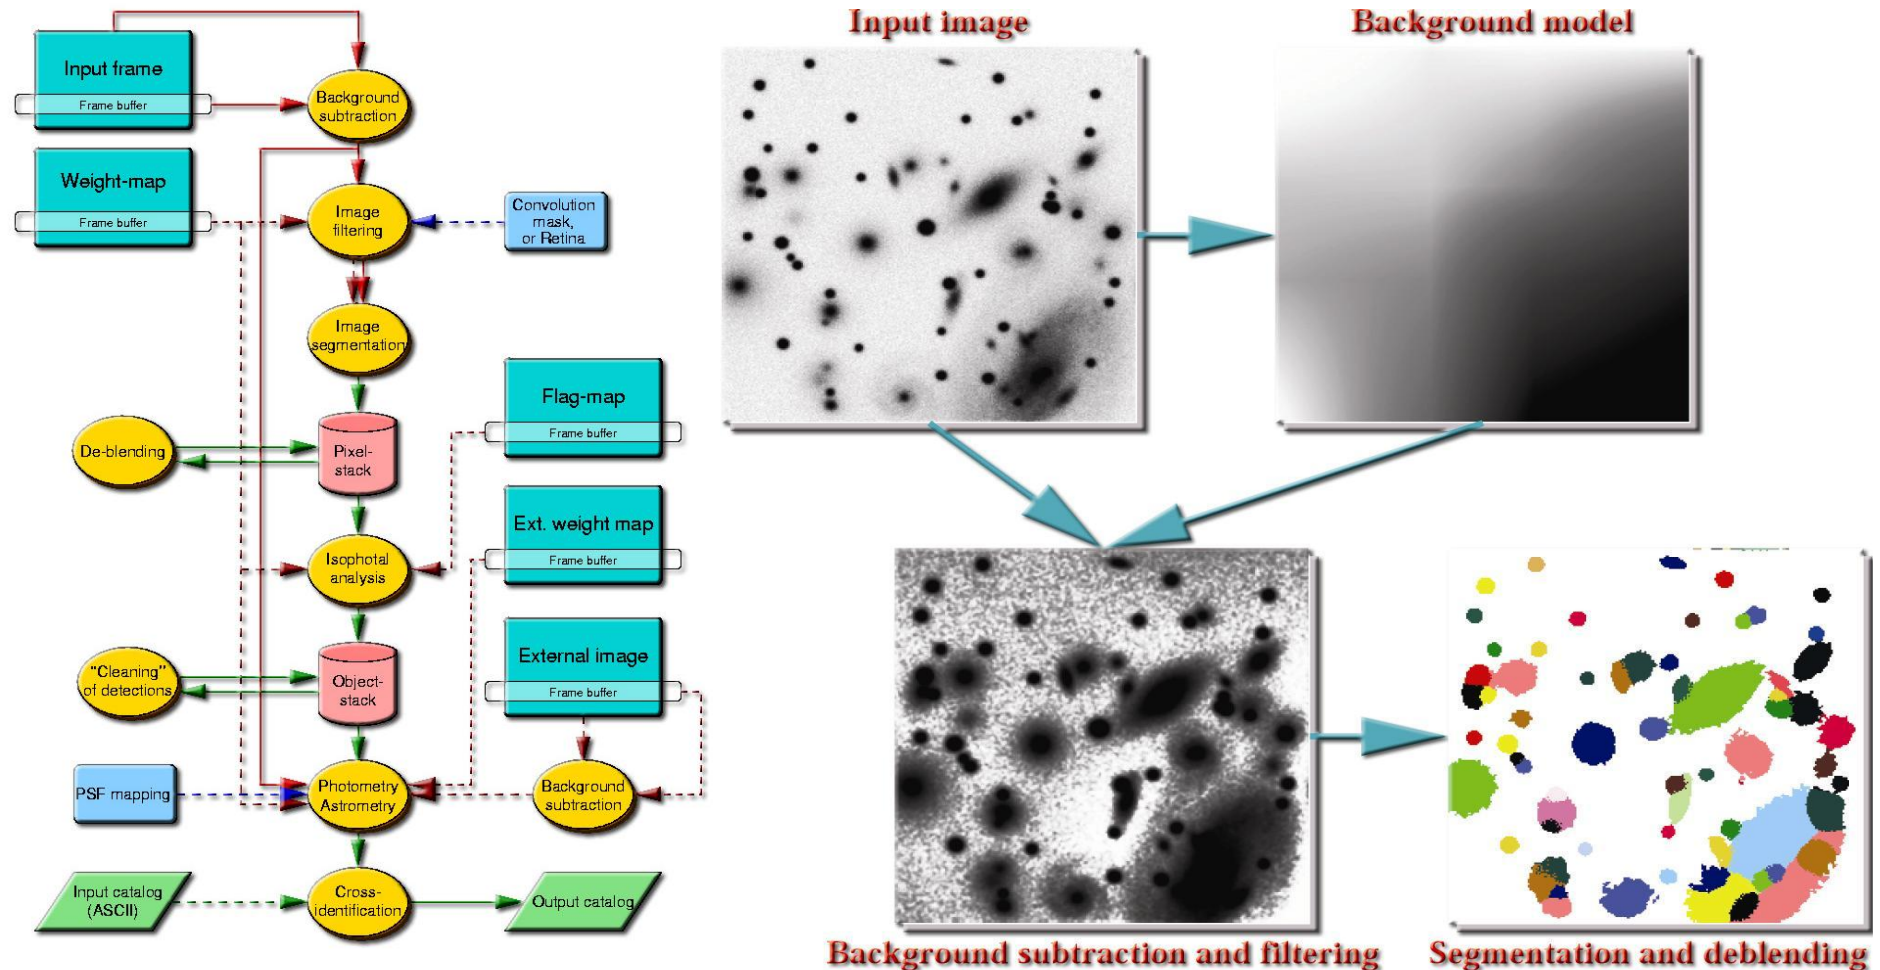 Input frame
Frame buffer
Background
subtraction
Weight-map
Frame buffer
Image
filtering
Convolution
mask,
or Retina
Image
segmentation
Flag-map
Frame buffer
De-blending
Pixel-
stack
Ext. weight map
Frame buffer
Isophotal
analysis
External image
Frame buffer
"Cleaning"
of detections
Object-
stack
PSF mapping
Photometry
Astrometry
Background
subtraction
Input catalog
(ASCII)
Cross-
identification
Output catalog
Input image
Background model
Background subtraction and filtering
Segmentation and deblending